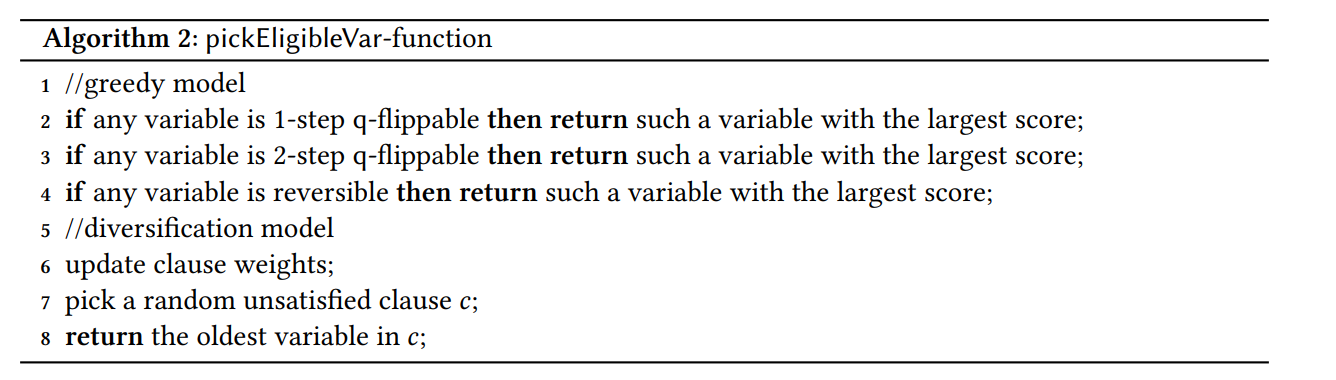 Algorithm 2: pickEligibleVar-function
1 //greedy model
2 if any variable is 1-step q-flippable then return such a variable with the largest score;
3 if any variable is 2-step q-flippable then return such a variable with the largest score;
4 if any variable is reversible then return such a variable with the largest score;
5 //diversification model
6 update clause weights;
7 pick a random unsatisfied clause c;
8 return the oldest variable in c;